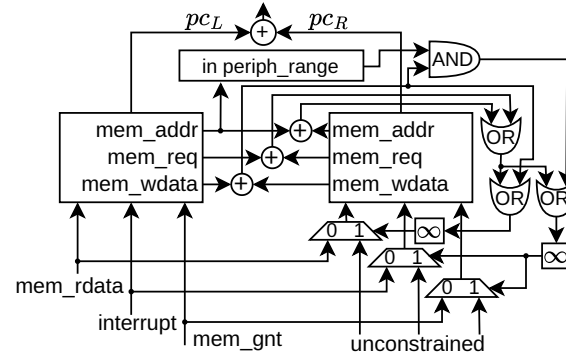 pc_L + pc_R
in periph_range AND
mem_addr + mem_addr OR
mem_req + mem_req
mem_wdata + mem_wdata OR OR
0 1 ∞
0 1 ∞
mem_rdata 0 1
interrupt
mem_gnt unconstrained